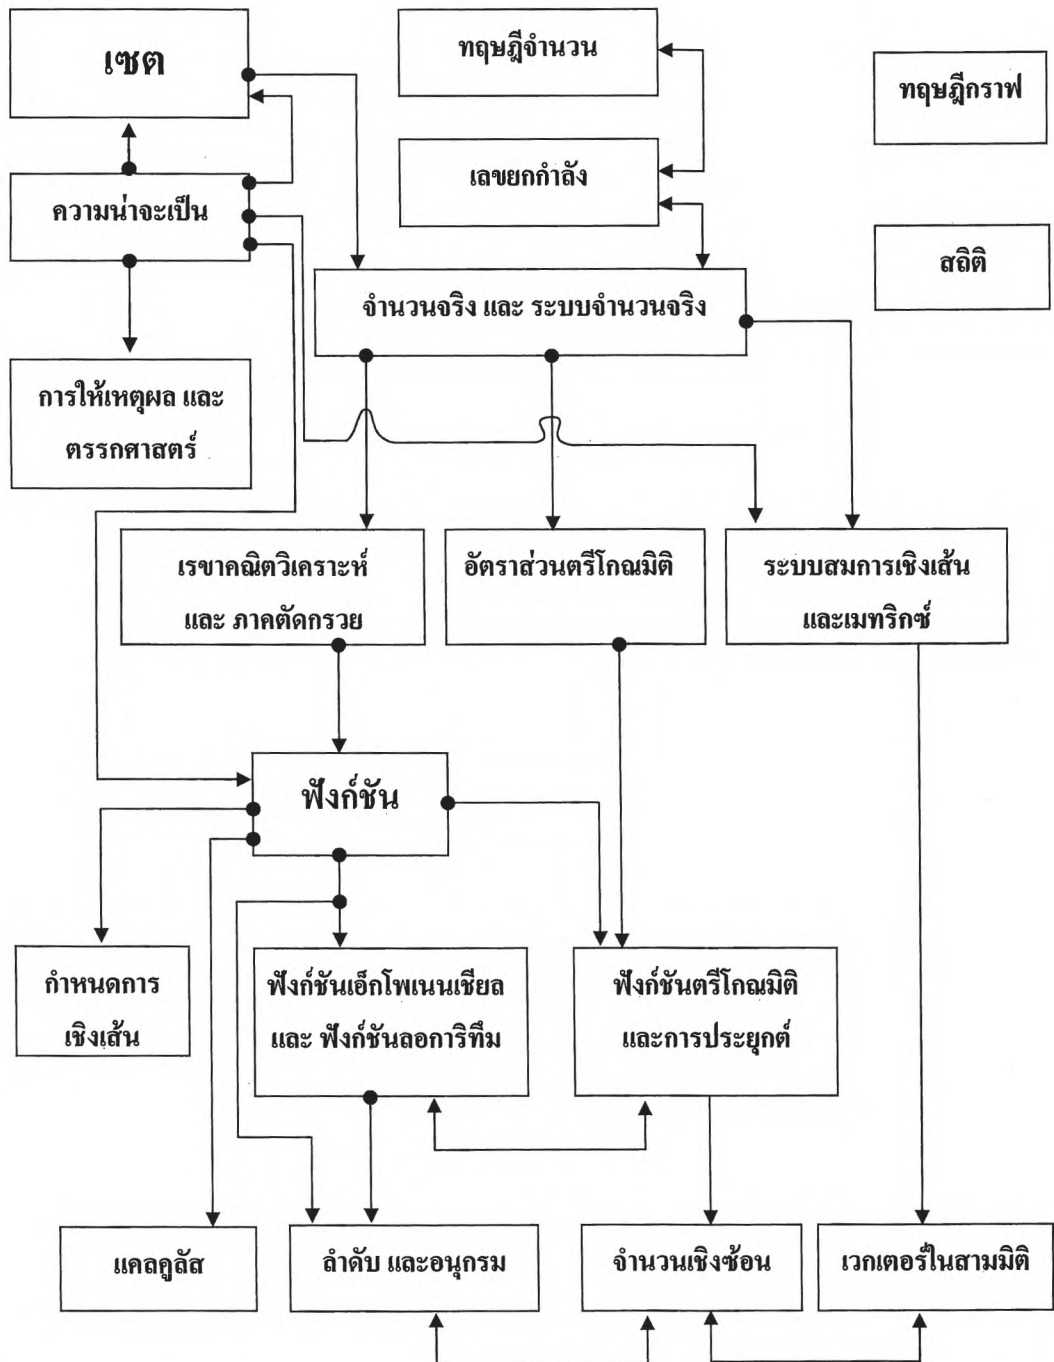 เซต
ทฤษฎีจำนวน
ทฤษฎีกราฟ
เลขยกกำลัง
ความน่าจะเป็น
สถิติ
จำนวนจริง และ ระบบจำนวนจริง
การให้เหตุผล และ
ตรรกศาสตร์
เรขาคณิตวิเคราะห์
และ ภาคตัดกรวย
อัตราส่วนตรีโกณมิติ
ระบบสมการเชิงเส้น
และเมทริกซ์
ฟังก์ชัน
กำหนดการ
เชิงเส้น
ฟังก์ชันเอ็กโพเนนเชียล
และ ฟังก์ชันลอการิทึม
ฟังก์ชันตรีโกณมิติ
และการประยุกต์
แคลคูลัส
ลำดับ และอนุกรม
จำนวนเชิงซ้อน
เวกเตอร์ในสามมิติ